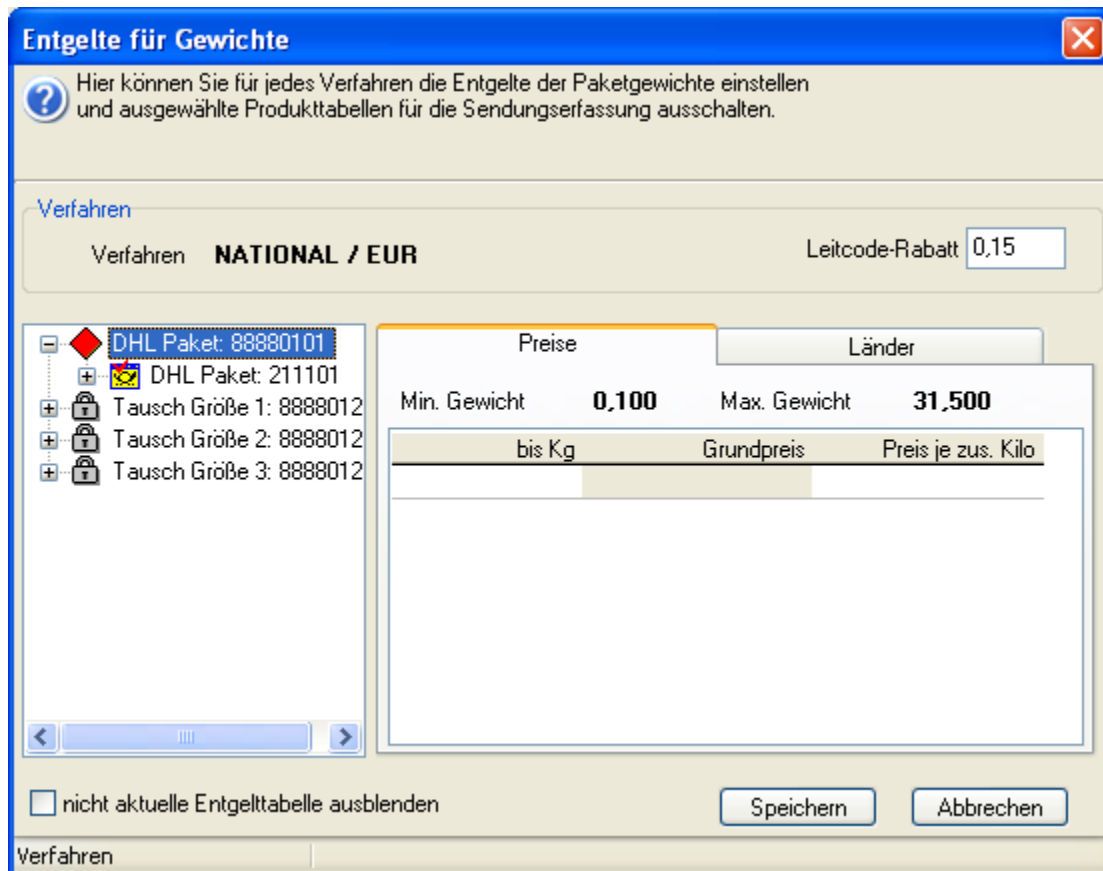 Entgelte für Gewichte
Hier können Sie für jedes Verfahren die Entgelte der Paketgewichte einstellen
und ausgewählte Produkttabellen für die Sendungserfassung ausschalten.
Verfahren
Verfahren NATIONAL / EUR
Leitcode-Rabatt 0,15
DHL Paket: 88880101
DHL Paket: 211101
Tausch Größe 1: 8888012
Tausch Größe 2: 8888012
Tausch Größe 3: 8888012
Preise
Länder
Min. Gewicht 0,100 Max. Gewicht 31,500
bis Kg Grundpreis Preis je zus. Kilo
nicht aktuelle Entgelttabelle ausblenden
Speichern
Abbrechen
Verfahren